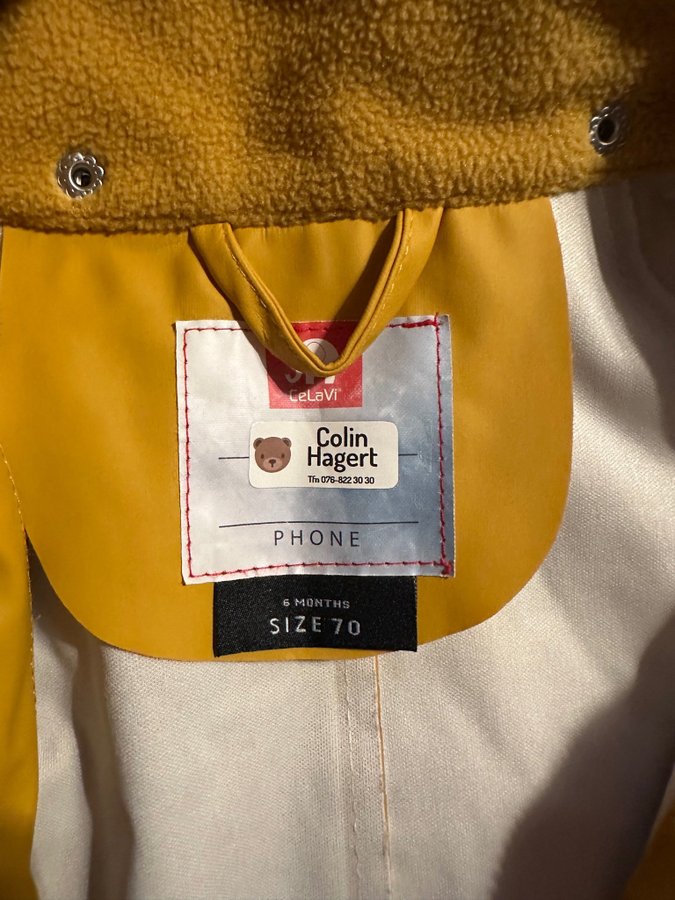 CeLaVi
Colin
Hagert
Tfn 076-822 30 30
PHONE
6 MONTHS
SIZE 70